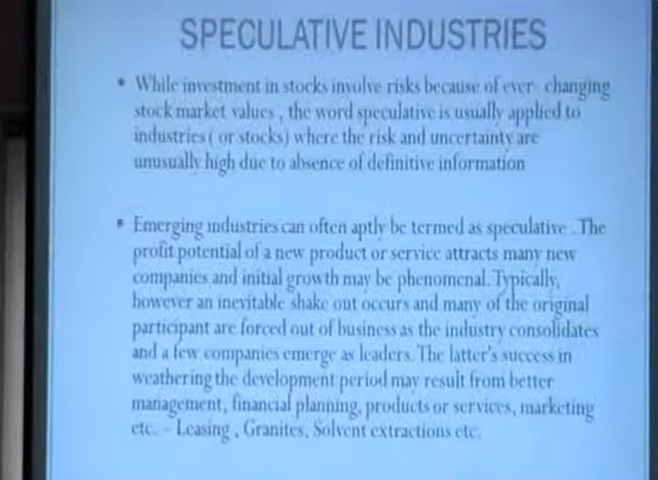 SPECULATIVE INDUSTRIES
• While investment in stocks involve risks because of ever changing
stock market values , the word speculative is usually applied to
industries ( or stocks) where the risk and uncertainty are
unusually high due to absence of definitive information
• Emerging industries can often aptly be termed as speculative . The
profit potential of a new product or service attracts many new
companies and initial growth may be phenomenal. Typically,
however an inevitable shake out occurs and many of the original
participant are forced out of business as the industry consolidates
and a few companies emerge as leaders. The latter's success in
weathering the development period may result from better
management, financial planning, products or services, marketing
etc. – Leasing , Granites, Solvent extractions etc.